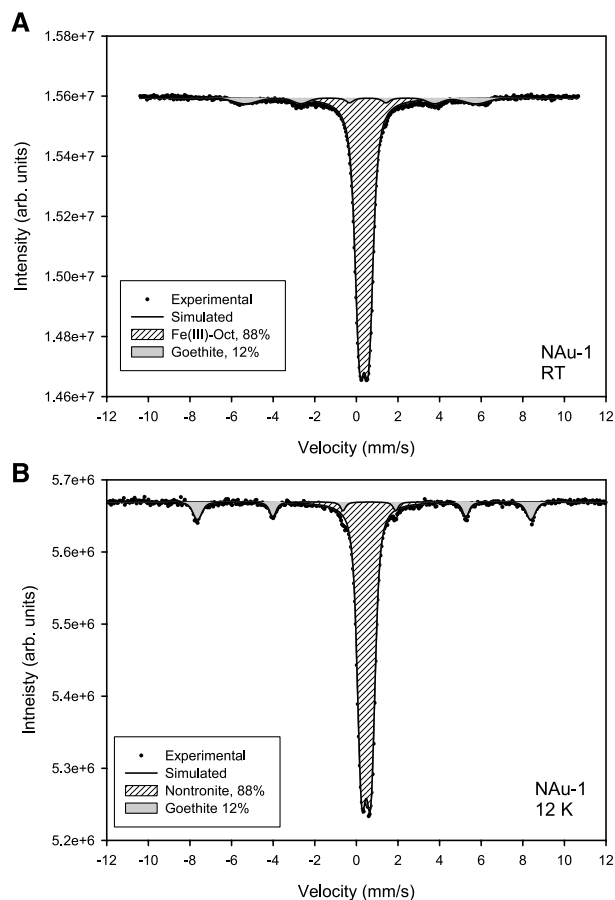 A
1.58e+7
1.56e+7
1.54e+7
1.52e+7
1.50e+7
1.48e+7
1.46e+7
Intensity (arb. units)
Experimental
Simulated
Fe(III)-Oct, 88%
Goethite, 12%
NAu-1
RT
-12 -10 -8 -6 -4 -2 0 2 4 6 8 10 12
Velocity (mm/s)
B
5.7e+6
5.6e+6
5.5e+6
5.4e+6
5.3e+6
5.2e+6
Intneisty (arb. units)
Experimental
Simulated
Nontronite, 88%
Goethite 12%
NAu-1
12 K
-12 -10 -8 -6 -4 -2 0 2 4 6 8 10 12
Velocity (mm/s)